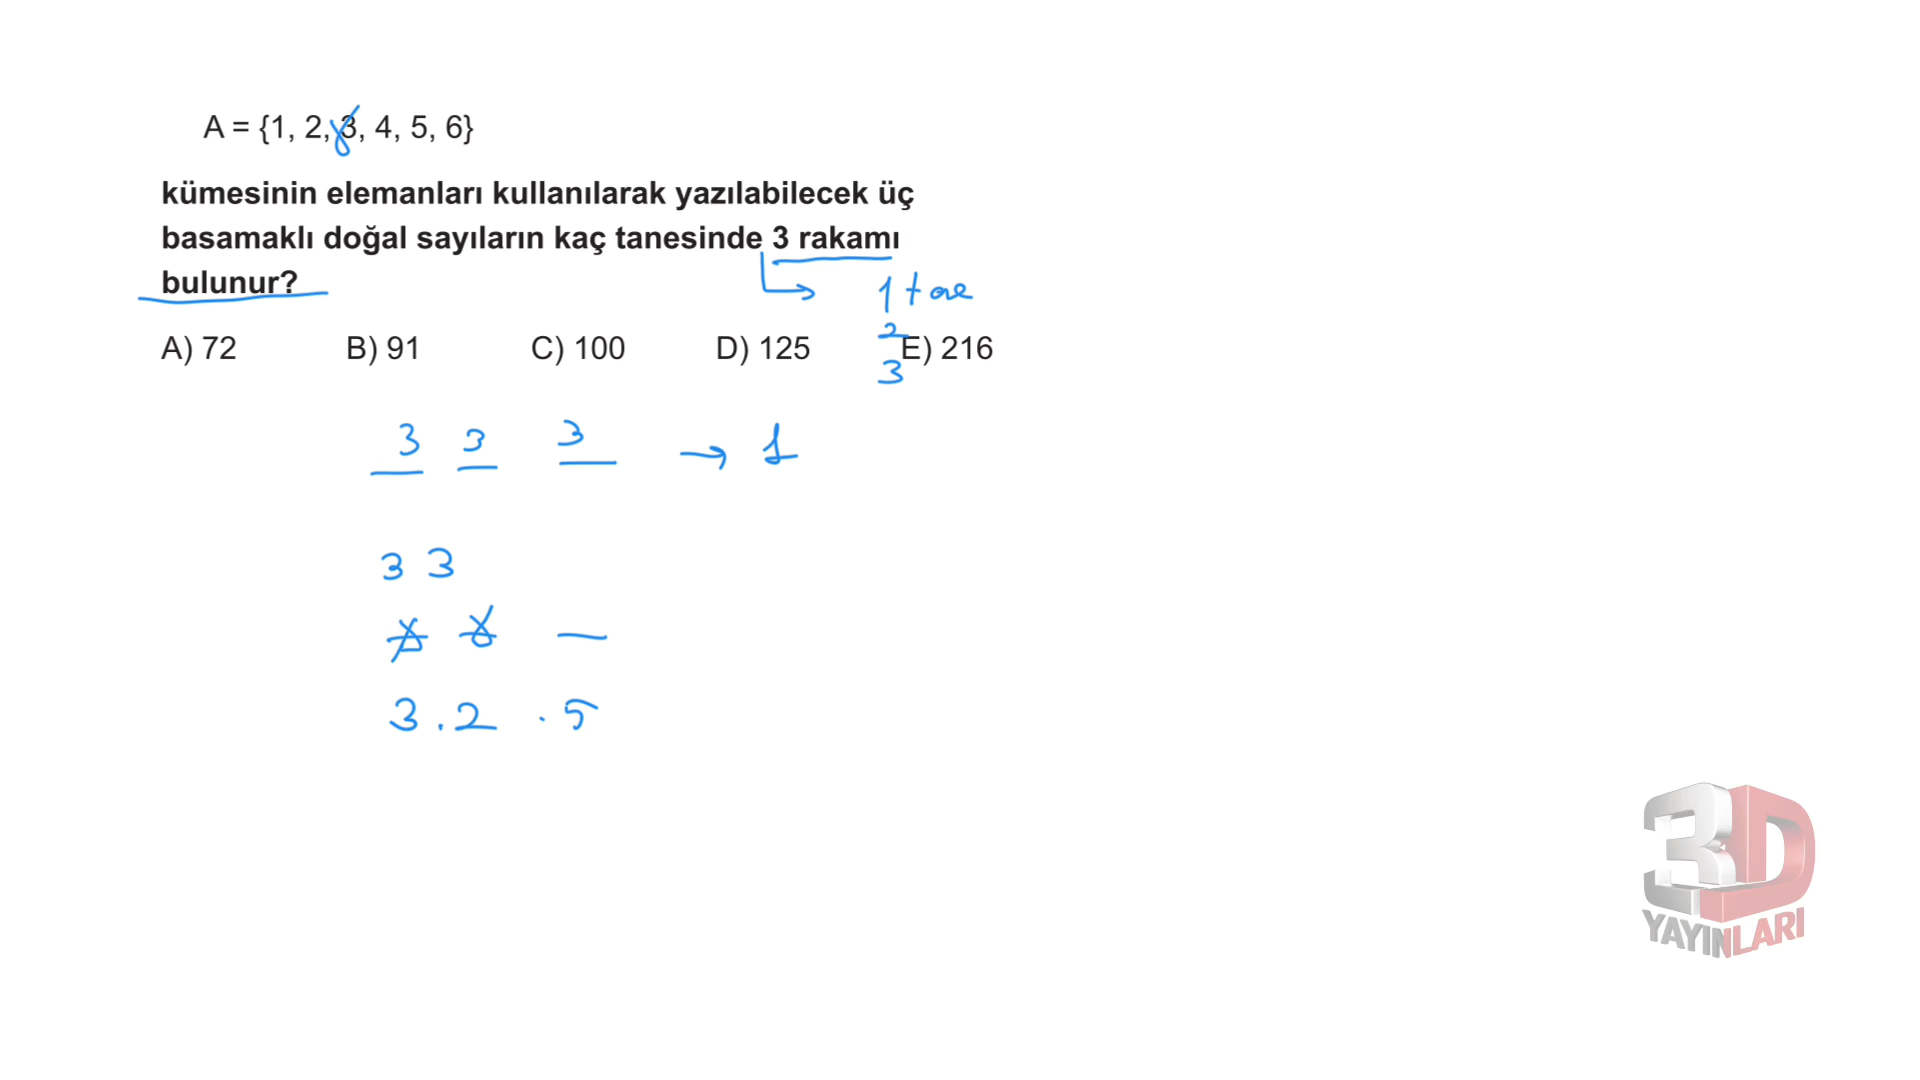 A = {1, 2, 3, 4, 5, 6}
kümesinin elemanları kullanılarak yazılabilecek üç
basamaklı doğal sayıların kaç tanesinde 3 rakamı
bulunur?
1 tane
2
3
A) 72 B) 91 C) 100 D) 125 E) 216
3 3 3 → 1
3 3
3 . 2 . 5
3D
YAYINLARI